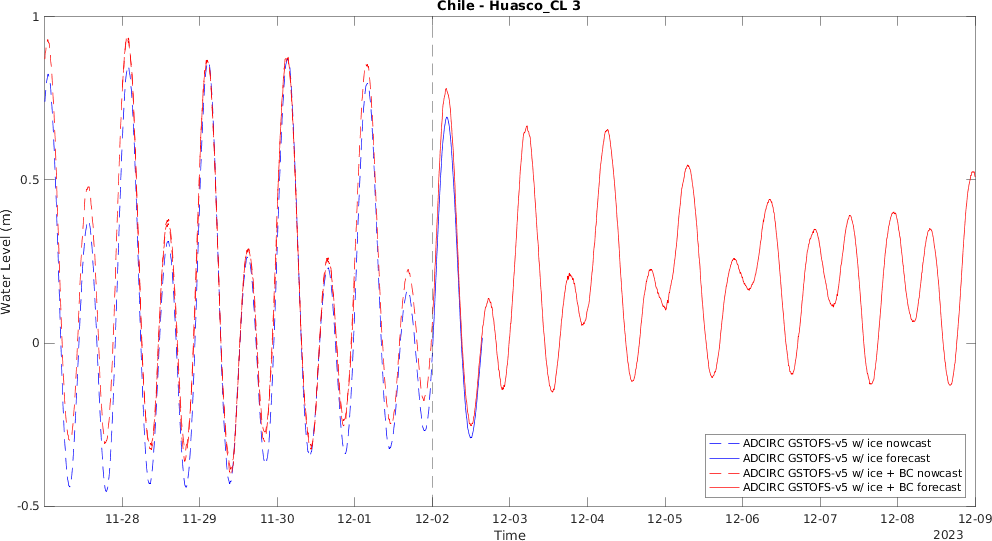 Chile - Huasco_CL 3
1
0.5
0
-0.5
Water Level (m)
11-28 11-29 11-30 12-01 12-02 12-03 12-04 12-05 12-06 12-07 12-08 12-09
Time
2023
ADCIRC GSTOFS-v5 w/ ice nowcast
ADCIRC GSTOFS-v5 w/ ice forecast
ADCIRC GSTOFS-v5 w/ ice + BC nowcast
ADCIRC GSTOFS-v5 w/ ice + BC forecast